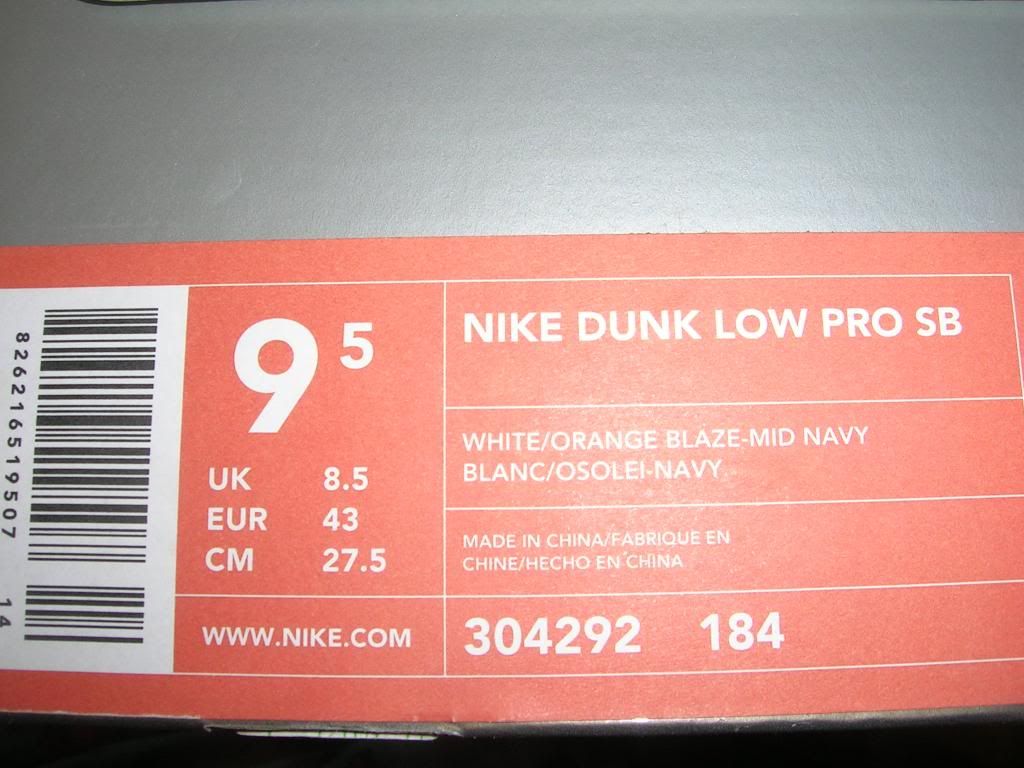 826216519507
14
9 5
UK 8.5
EUR 43
CM 27.5
WWW.NIKE.COM
NIKE DUNK LOW PRO SB
WHITE/ORANGE BLAZE-MID NAVY
BLANC/OSOLEI-NAVY
MADE IN CHINA/FABRIQUE EN
CHINE/HECHO EN CHINA
304292 184